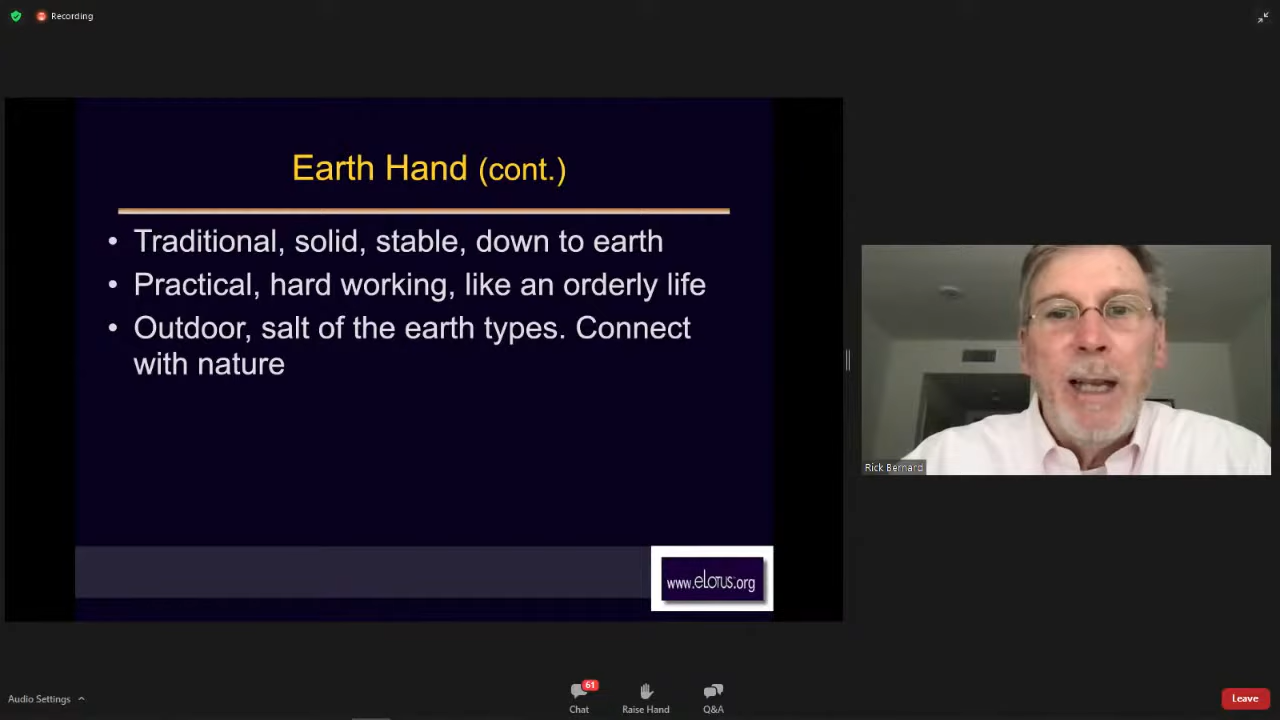 Recording
Earth Hand (cont.)
• Traditional, solid, stable, down to earth
• Practical, hard working, like an orderly life
• Outdoor, salt of the earth types. Connect
with nature
Rick Bernard
www.eLotus.org
Audio Settings
61
Chat
Raise Hand
Q&A
Leave